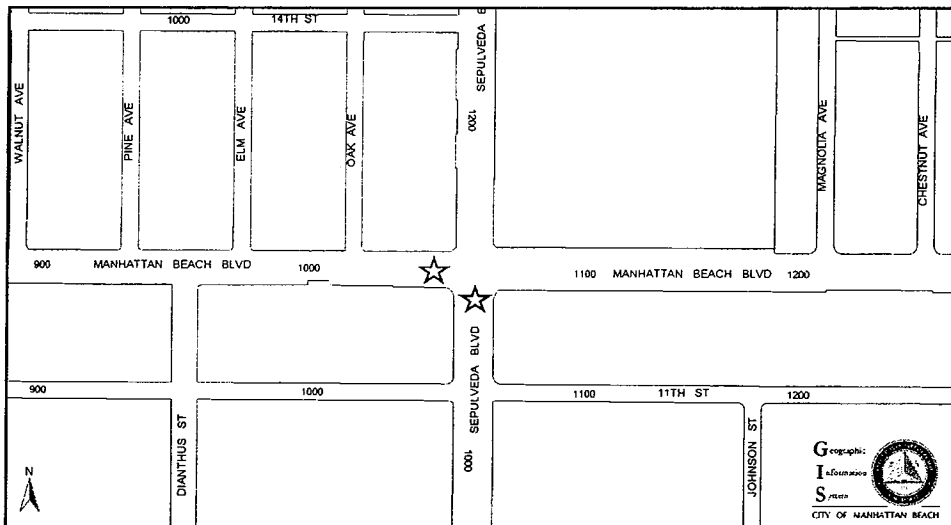 1000 14TH ST
SEPULVEDA B
1200
WALNUT AVE
PINE AVE
ELM AVE
OAK AVE
MAGNOLIA AVE
CHESTNUT AVE
900 MANHATTAN BEACH BLVD 1000
1100 MANHATTAN BEACH BLVD 1200
SEPULVEDA BLVD
900 1000 1100 11TH ST 1200
DIANTHUS ST
1000
JOHNSON ST
N
Geographic
Information
System
CITY OF MANHATTAN BEACH